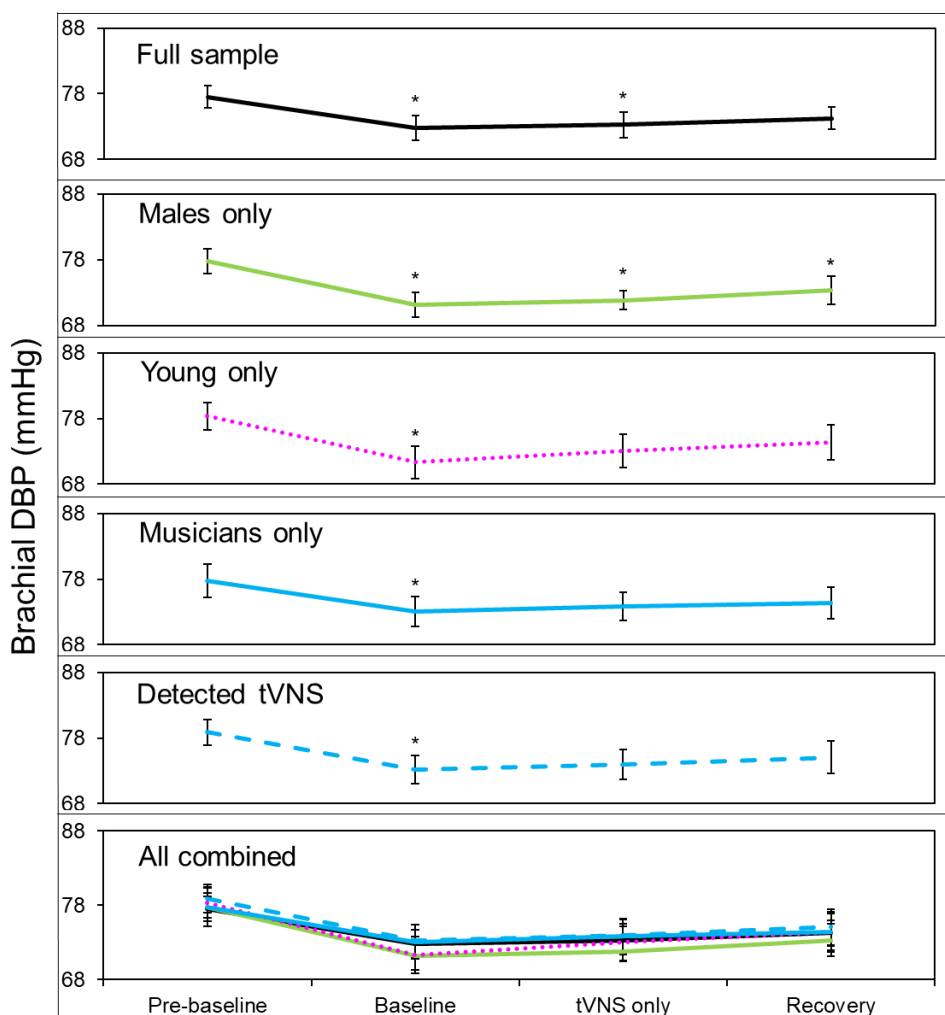 Brachial DBP (mmHg)
88
Full sample
78
* *
68
88
Males only
78
* * *
68
88
Young only
78
*
68
88
Musicians only
78
*
68
88
Detected tVNS
78
*
68
88
All combined
78
68
Pre-baseline Baseline tVNS only Recovery